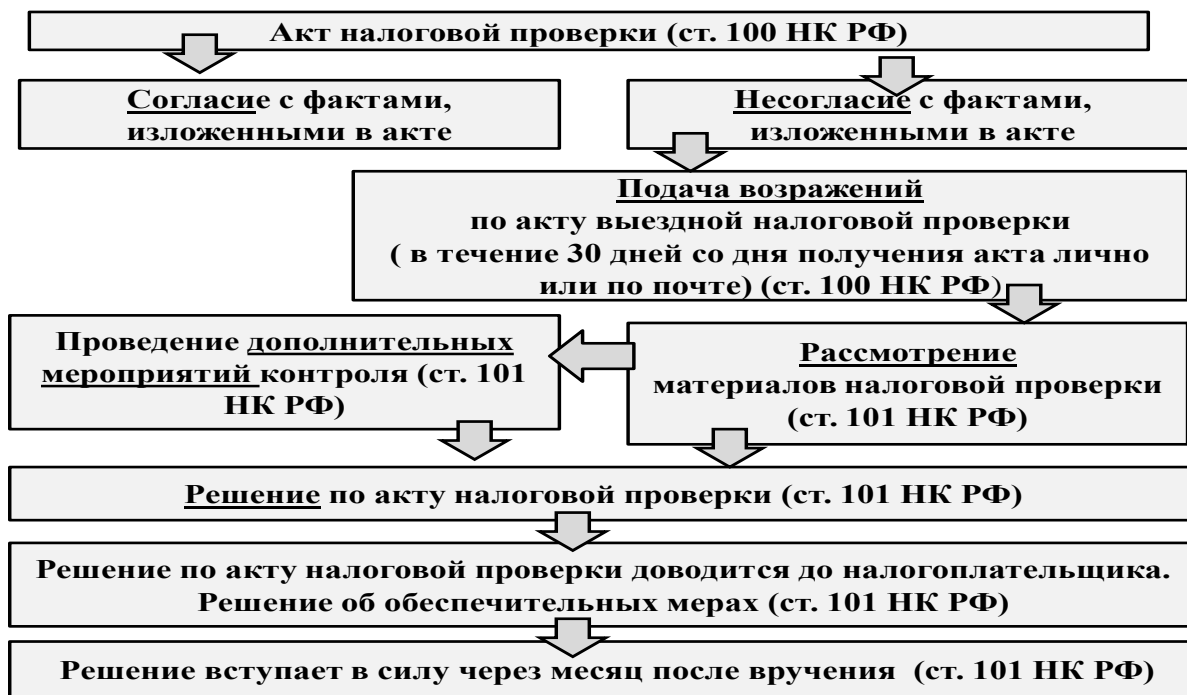 Акт налоговой проверки (ст. 100 НК РФ)
Согласие с фактами,
изложенными в акте
Несогласие с фактами,
изложенными в акте
Подача возражений
по акту выездной налоговой проверки
( в течение 30 дней со дня получения акта лично
или по почте) (ст. 100 НК РФ)
Проведение дополнительных
мероприятий контроля (ст. 101
НК РФ)
Рассмотрение
материалов налоговой проверки
(ст. 101 НК РФ)
Решение по акту налоговой проверки (ст. 101 НК РФ)
Решение по акту налоговой проверки доводится до налогоплательщика.
Решение об обеспечительных мерах (ст. 101 НК РФ)
Решение вступает в силу через месяц после вручения (ст. 101 НК РФ)